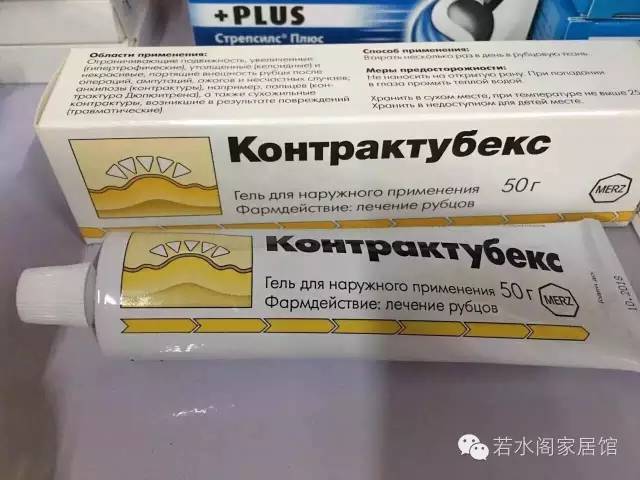 +PLUS
Стрепсилс® Плюс
Области применения:
Ограничивающие подвижность, увеличенные
(гипертрофические), утолщенные (келоидные) и
некрасивые, портящие внешность рубцы после
операций, ампутаций, ожогов и несчастных случаев;
анкилозы (контрактуры), например, пальцев (кон-
трактура Дюпюитрена), а также сухожильные
контрактуры, возникшие в результате повреждений
(травматические)
Способ применения:
Втирать несколько раз в день в рубцовую ткань.
Меры предосторожности:
Не наносить на открытую рану. При попадании
в глаза промыть теплой водой.
Хранить в сухом месте, при температуре не выше 25
Хранить в недоступном для детей месте.
Контрактубекс
Гель для наружного применения
Фармдействие: лечение рубцов
50 г
MERZ
Контрактубекс
Гель для наружного применения
Фармдействие: лечение рубцов
50 г
MERZ
10.2018
若水阁家居馆